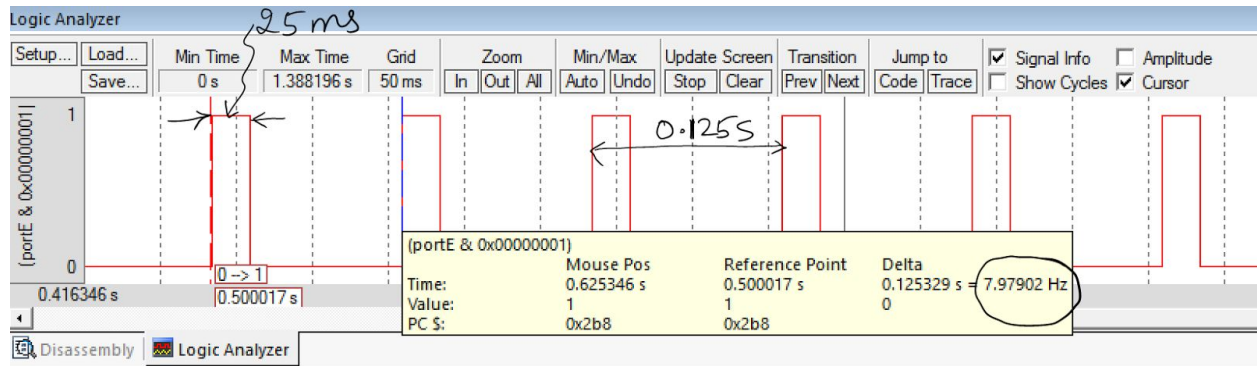 Logic Analyzer
25 ms
Setup... Load... Min Time Max Time Grid Zoom Min/Max Update Screen Transition Jump to Signal Info Amplitude
Save... 0 s 1.388196 s 50 ms In Out All Auto Undo Stop Clear Prev Next Code Trace Show Cycles Cursor
1
0.125S
(portE & 0x00000001)
0
(portE & 0x00000001)
Mouse Pos Reference Point Delta
Time: 0.625346 s 0.500017 s 0.125329 s = 7.97902 Hz
Value: 1 1 0
PC $: 0x2b8 0x2b8
0 --> 1
0.416346 s 0.500017 s
Disassembly Logic Analyzer